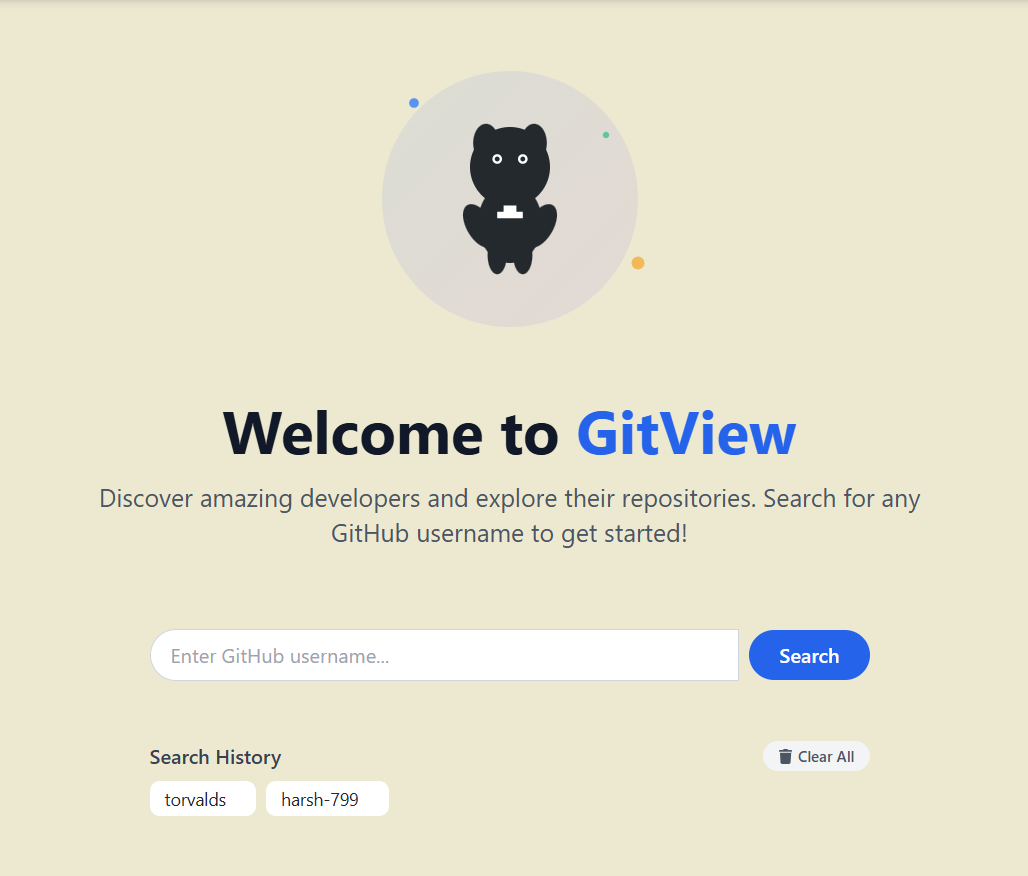 Welcome to GitView
Discover amazing developers and explore their repositories. Search for any
GitHub username to get started!
Enter GitHub username...
Search
Search History
Clear All
torvalds
harsh-799